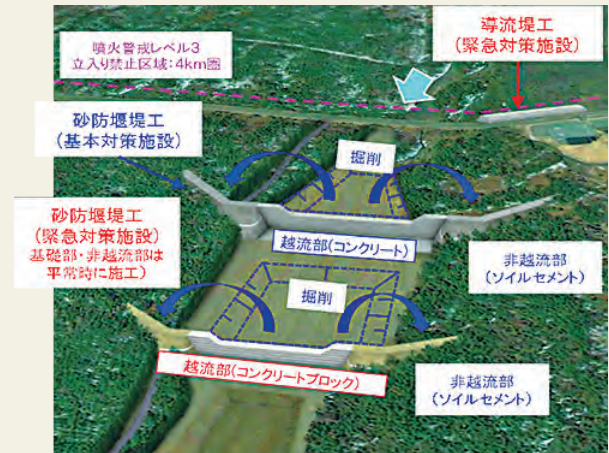 導流堤工
(緊急対策施設)
噴火警戒レベル3
立入り禁止区域:4km圏
砂防堰堤工
(基本対策施設)
掘削
砂防堰堤工
(緊急対策施設)
基礎部・非越流部は
平常時に施工)
越流部(コンクリート)
非越流部
(ソイルセメント)
掘削
越流部(コンクリートブロック)
非越流部
(ソイルセメント)